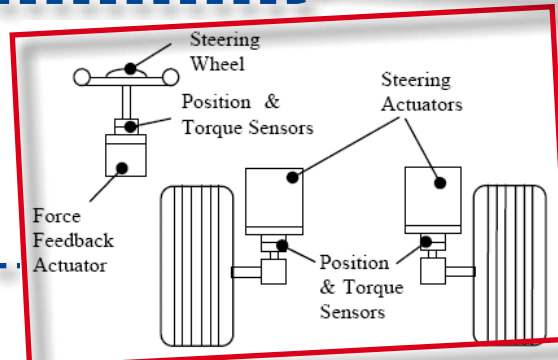 Steering
Wheel
Position &
Torque Sensors
Steering
Actuators
Force
Feedback
Actuator
Position
& Torque
Sensors